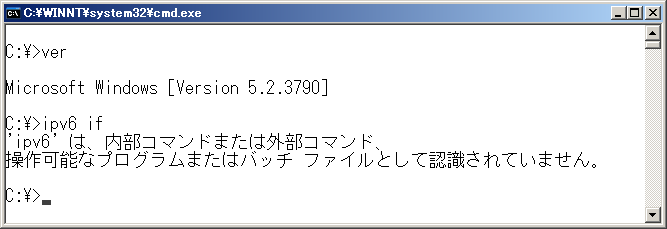 C:¥WINNT¥system32¥cmd.exe
C:¥>ver
Microsoft Windows [Version 5.2.3790]
C:¥>ipv6 if
'ipv6' は、内部コマンドまたは外部コマンド、
操作可能なプログラムまたはバッチ ファイルとして認識されていません。
C:¥>